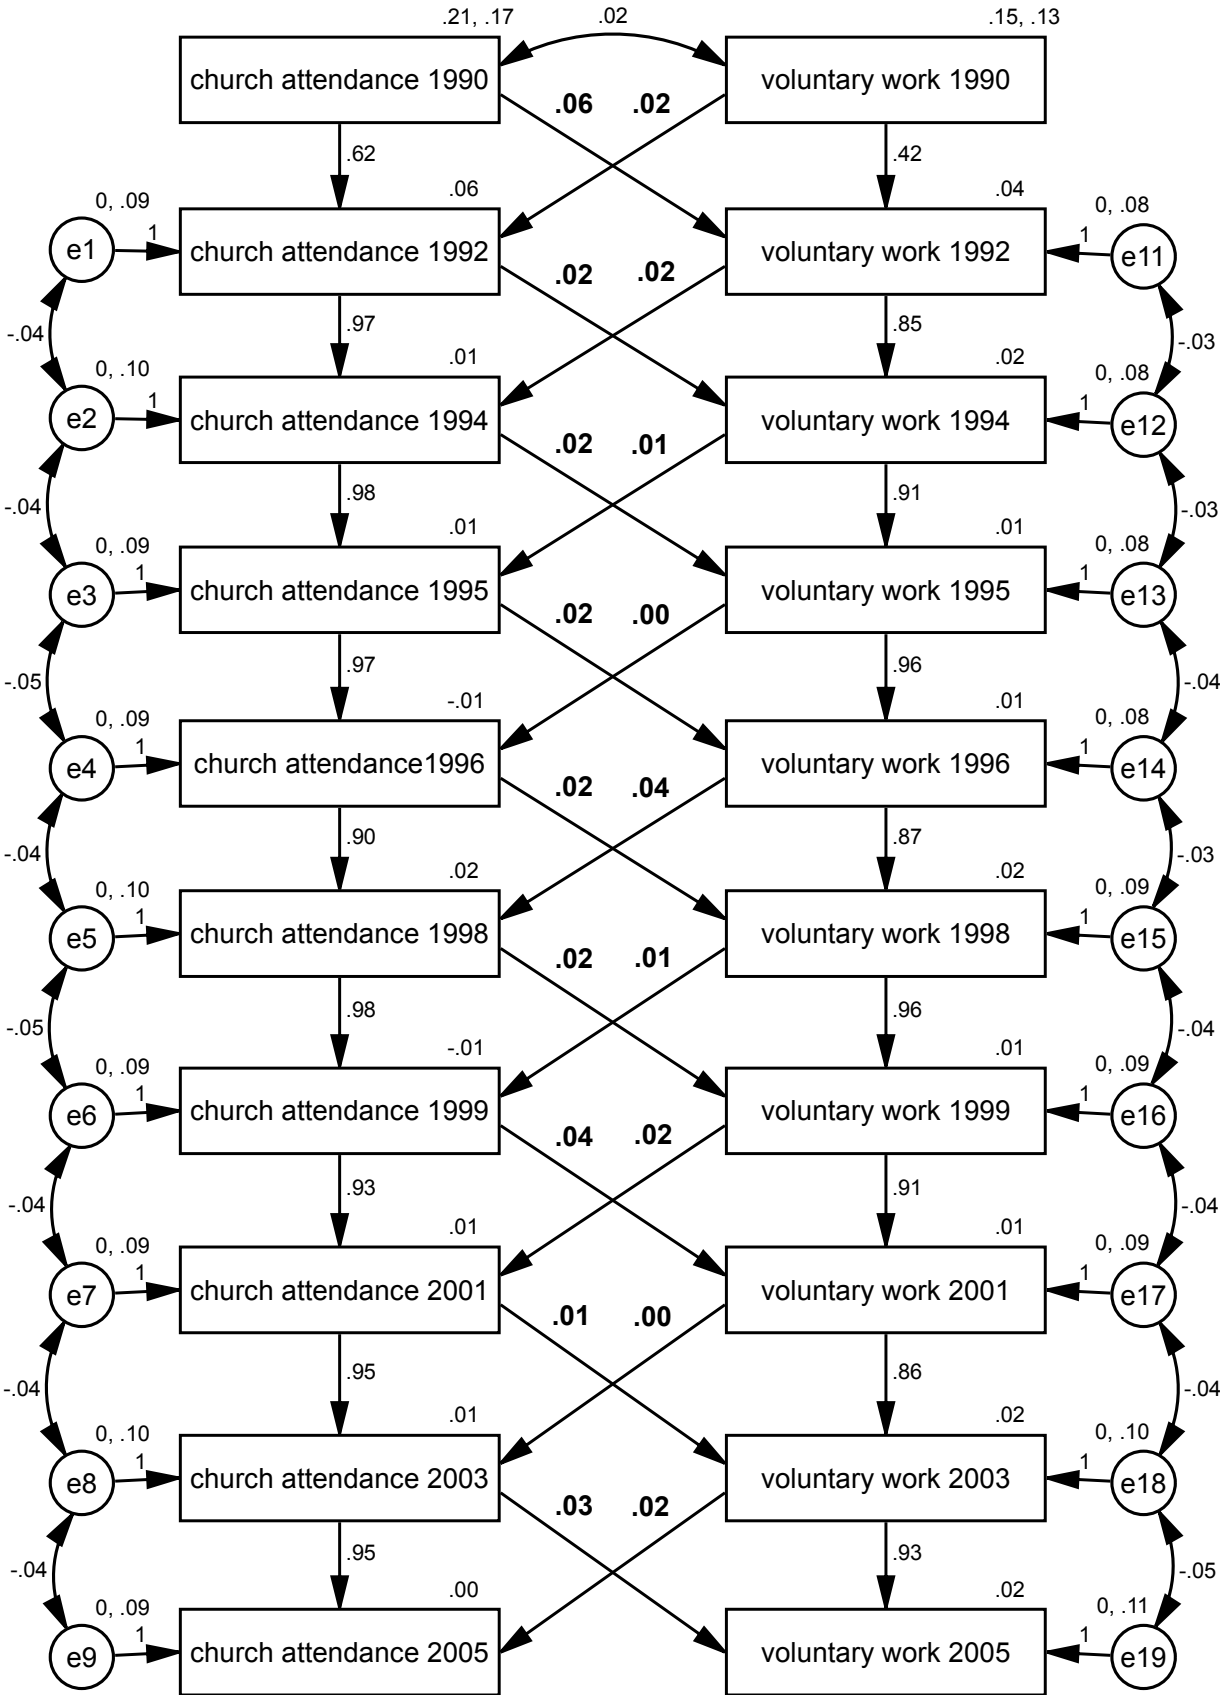 .21, .17 .02 .15, .13
church attendance 1990 voluntary work 1990
.06 .02
.62 .42
0, .09 .06 .04 0, .08
e1 1 church attendance 1992 voluntary work 1992 1 e11
.02 .02
-.04 .97 .85 -.03
0, .10 .01 .02 0, .08
e2 1 church attendance 1994 voluntary work 1994 1 e12
.02 .01
-.04 .98 .91 -.03
0, .09 .01 .01 0, .08
e3 1 church attendance 1995 voluntary work 1995 1 e13
.02 .00
-.05 .97 .96 -.04
0, .09 -.01 .01 0, .08
e4 1 church attendance1996 voluntary work 1996 1 e14
.02 .04
-.04 .90 .87 -.03
0, .10 .02 .02 0, .09
e5 1 church attendance 1998 voluntary work 1998 1 e15
.02 .01
-.05 .98 .96 -.04
0, .09 -.01 .01 0, .09
e6 1 church attendance 1999 voluntary work 1999 1 e16
.04 .02
-.04 .93 .91 -.04
0, .09 .01 .01 0, .09
e7 1 church attendance 2001 voluntary work 2001 1 e17
.01 .00
-.04 .95 .86 -.04
0, .10 .01 .02 0, .10
e8 1 church attendance 2003 voluntary work 2003 1 e18
.03 .02
-.04 .95 .93 -.05
0, .09 .00 .02 0, .11
e9 1 church attendance 2005 voluntary work 2005 1 e19